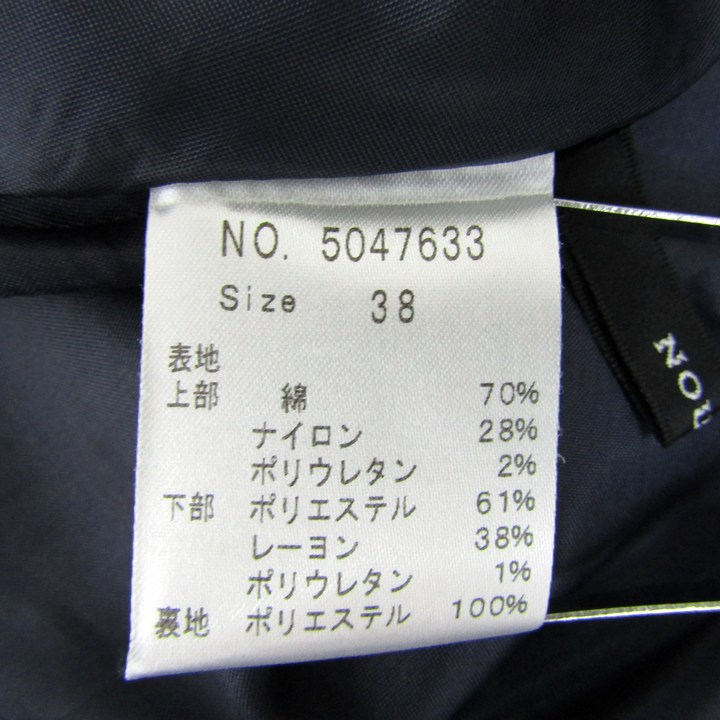 NO. 5047633
Size 38
表地
上部 綿 70%
ナイロン 28%
ポリウレタン 2%
下部 ポリエステル 61%
レーヨン 38%
ポリウレタン 1%
裏地 ポリエステル 100%
NOU